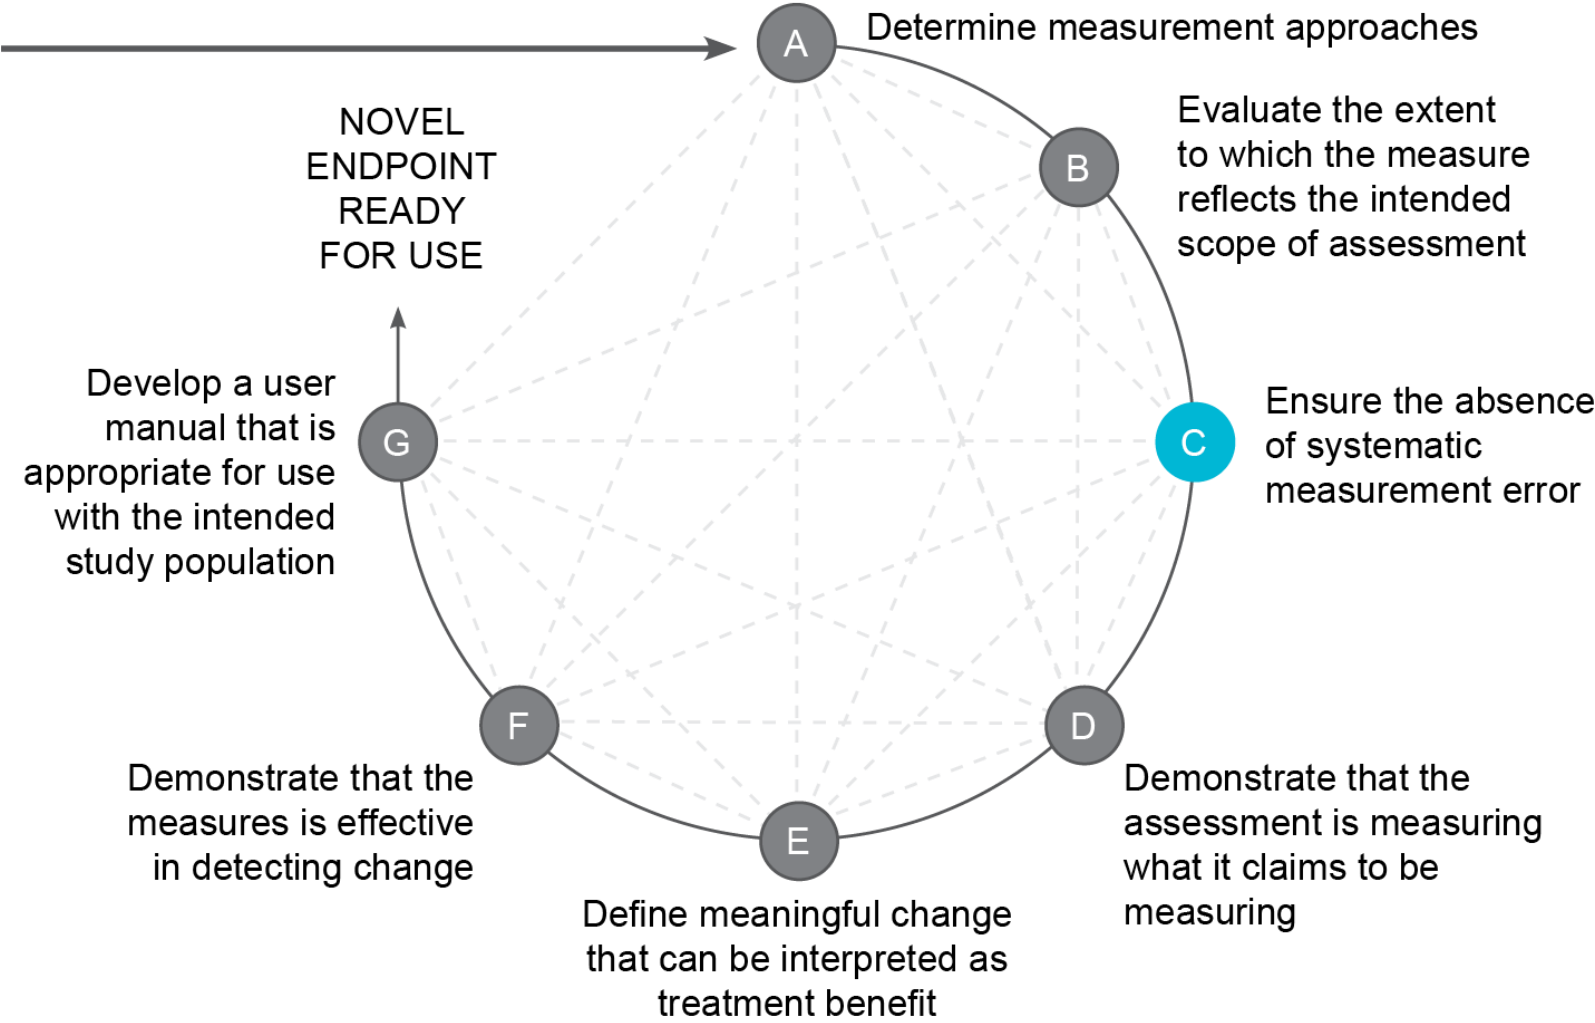 A
Determine measurement approaches
B
Evaluate the extent
to which the measure
reflects the intended
scope of assessment
C
Ensure the absence
of systematic
measurement error
D
Demonstrate that the
assessment is measuring
what it claims to be
measuring
E
Define meaningful change
that can be interpreted as
treatment benefit
F
Demonstrate that the
measures is effective
in detecting change
G
Develop a user
manual that is
appropriate for use
with the intended
study population
NOVEL
ENDPOINT
READY
FOR USE